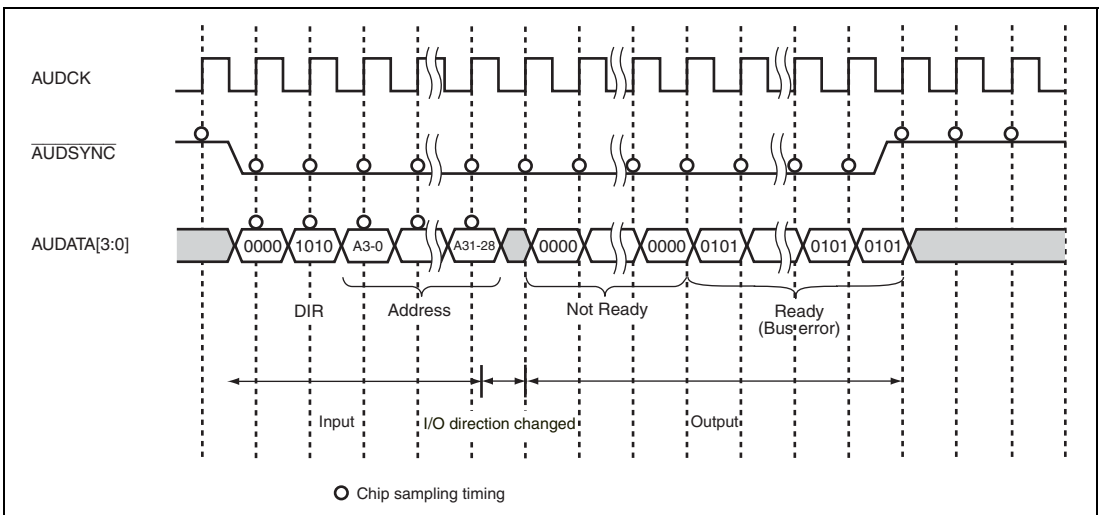 AUDCK
AUDSYNC
AUDATA[3:0]
0000 1010 A3-0 A31-28 0000 0000 0101 0101 0101
DIR Address Not Ready Ready
(Bus error)
Input I/O direction changed Output
Chip sampling timing